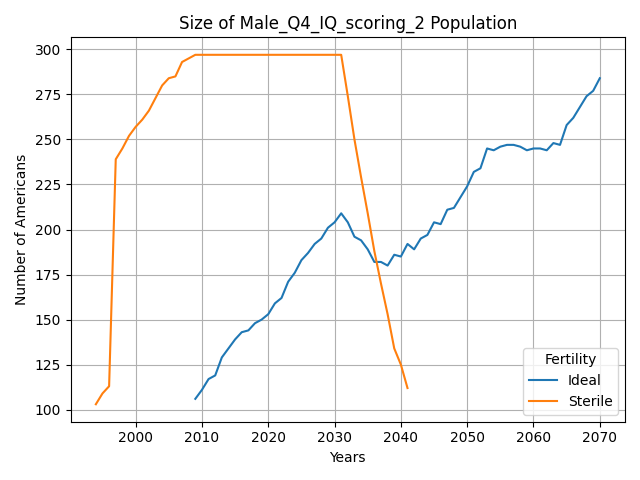 Size of Male_Q4_IQ_scoring_2 Population
Number of Americans
300
275
250
225
200
175
150
125
100
2000
2010
2020
2030
2040
2050
2060
2070
Years
Fertility
Ideal
Sterile